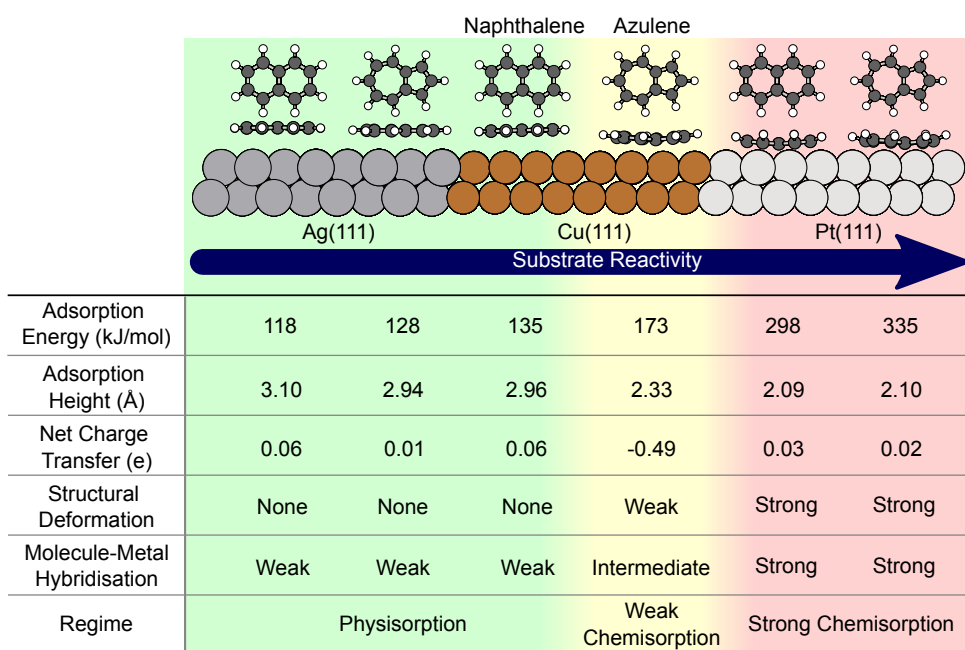 Naphthalene Azulene
Ag(111) Cu(111) Pt(111)
Substrate Reactivity
Adsorption
Energy (kJ/mol) 118 128 135 173 298 335
Adsorption
Height (Å) 3.10 2.94 2.96 2.33 2.09 2.10
Net Charge
Transfer (e) 0.06 0.01 0.06 -0.49 0.03 0.02
Structural
Deformation None None None Weak Strong Strong
Molecule-Metal
Hybridisation Weak Weak Weak Intermediate Strong Strong
Regime Physisorption Weak
Chemisorption Strong Chemisorption